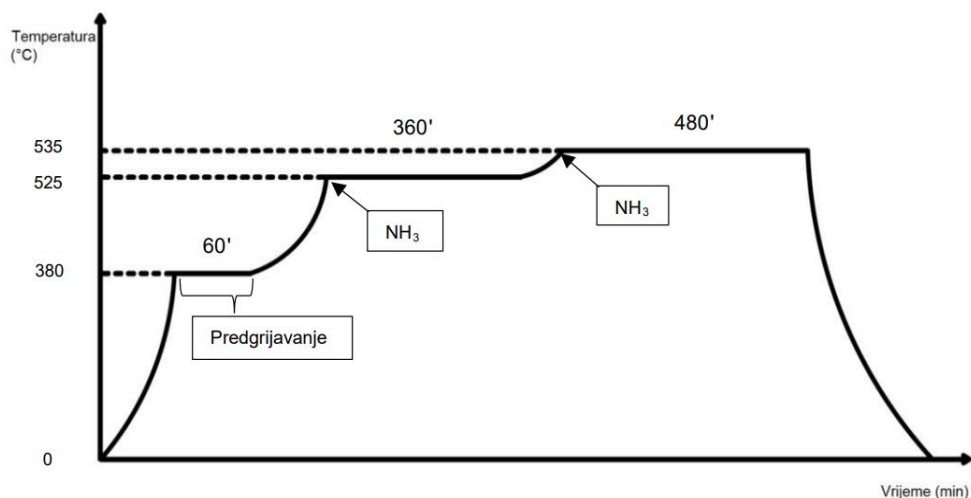 Temperatura
(°C)
360'
480'
535
525
NH₃
NH₃
60'
380
Predgrijavanje
0
Vrijeme (min)